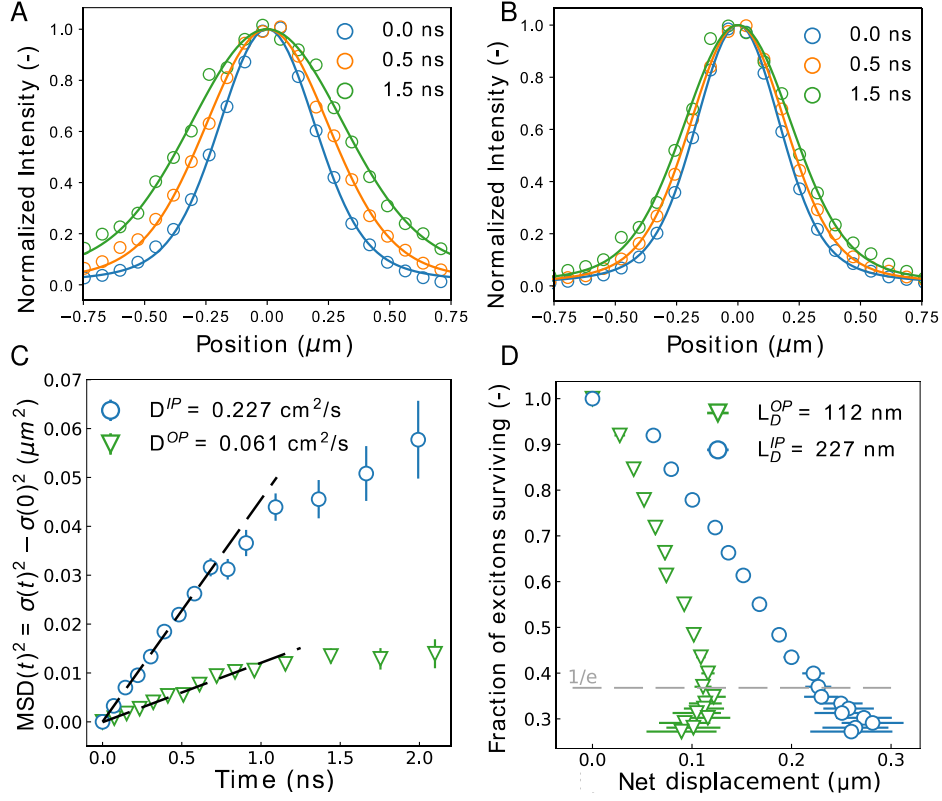 A
Normalized Intensity (-)
1.0
0.8
0.6
0.4
0.2
0.0
0.0 ns
0.5 ns
1.5 ns
−0.75 −0.50 −0.25 0.00 0.25 0.50 0.75
Position (μm)
B
Normalized Intensity (-)
1.0
0.8
0.6
0.4
0.2
0.0
0.0 ns
0.5 ns
1.5 ns
−0.75 −0.50 −0.25 0.00 0.25 0.50 0.75
Position (μm)
C
MSD(t)² = σ(t)² − σ(0)² (μm²)
0.07
0.06
0.05
0.04
0.03
0.02
0.01
0.00
D^IP = 0.227 cm²/s
D^OP = 0.061 cm²/s
0.0 0.5 1.0 1.5 2.0
Time (ns)
D
Fraction of excitons surviving (-)
1.0
0.9
0.8
0.7
0.6
0.5
0.4
0.3
L_D^OP = 112 nm
L_D^IP = 227 nm
1/e
0.0 0.1 0.2 0.3
Net displacement (μm)